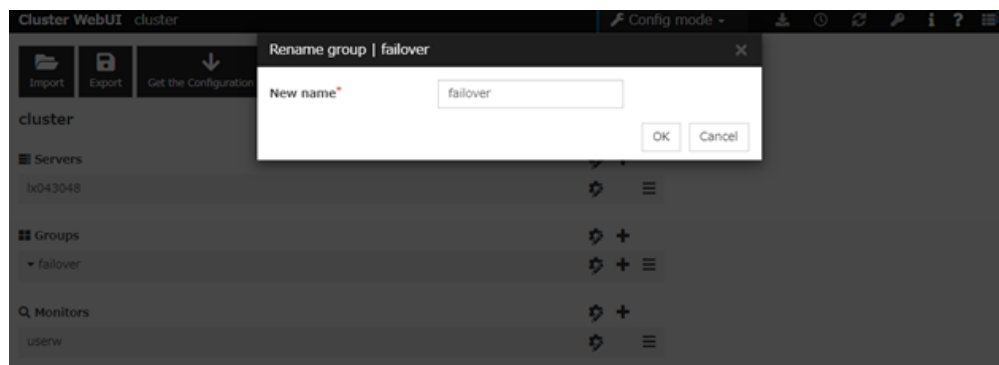 Cluster WebUI cluster Config mode
Rename group | failover
Import Export Get the Configuration
New name* failover
OK Cancel
cluster
Servers
lx043048
Groups
failover
Monitors
userw